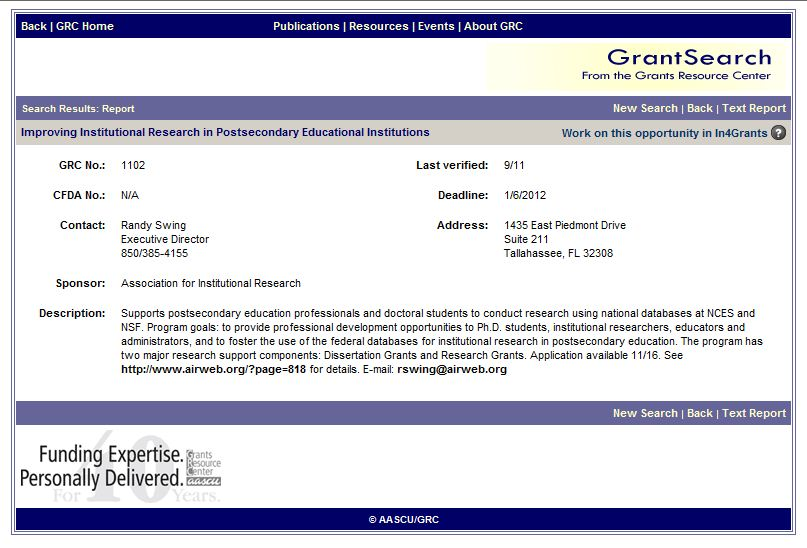 Back | GRC Home
Publications | Resources | Events | About GRC
GrantSearch
From the Grants Resource Center
Search Results: Report
New Search | Back | Text Report
Improving Institutional Research in Postsecondary Educational Institutions
Work on this opportunity in In4Grants ?
GRC No.: 1102
Last verified: 9/11
CFDA No.: N/A
Deadline: 1/6/2012
Contact: Randy Swing
Executive Director
850/385-4155
Address: 1435 East Piedmont Drive
Suite 211
Tallahassee, FL 32308
Sponsor: Association for Institutional Research
Description: Supports postsecondary education professionals and doctoral students to conduct research using national databases at NCES and
NSF. Program goals: to provide professional development opportunities to Ph.D. students, institutional researchers, educators and
administrators, and to foster the use of the federal databases for institutional research in postsecondary education. The program has
two major research support components: Dissertation Grants and Research Grants. Application available 11/16. See
http://www.airweb.org/?page=818 for details. E-mail: rswing@airweb.org
New Search | Back | Text Report
Funding Expertise.
Personally Delivered.
For 40 Years.
Grants
Resource
Center
aascu
© AASCU/GRC